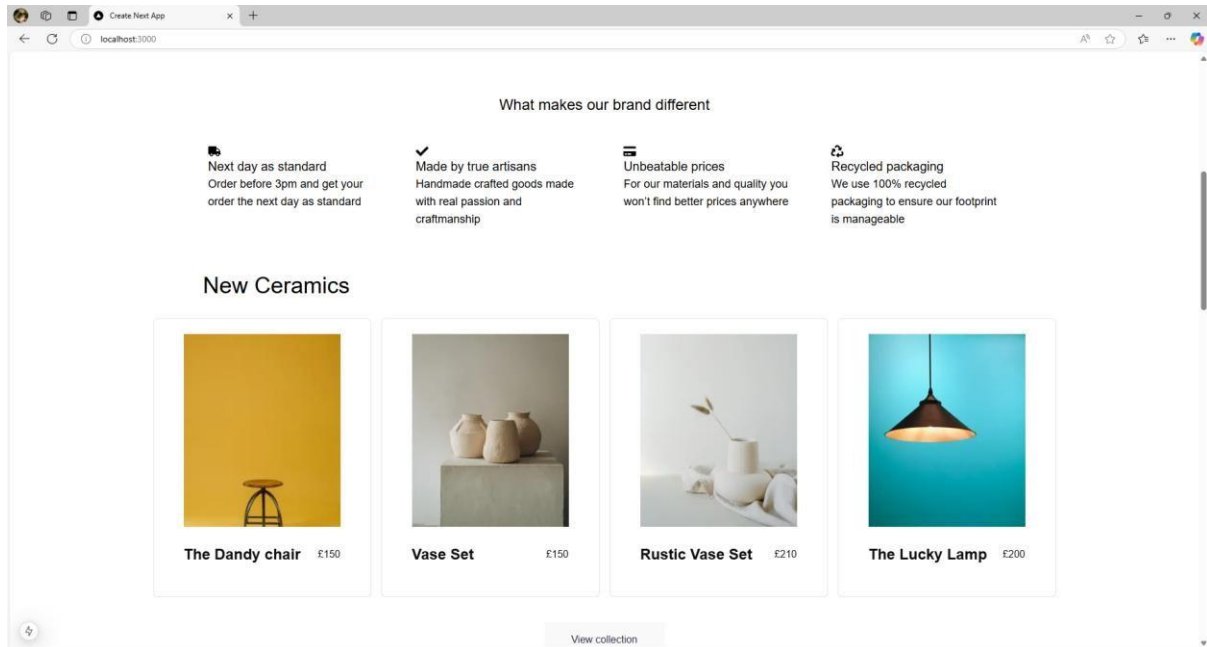 Create Next App
localhost:3000
What makes our brand different
Next day as standard
Order before 3pm and get your
order the next day as standard
Made by true artisans
Handmade crafted goods made
with real passion and
craftmanship
Unbeatable prices
For our materials and quality you
won't find better prices anywhere
Recycled packaging
We use 100% recycled
packaging to ensure our footprint
is manageable
New Ceramics
The Dandy chair £150
Vase Set £150
Rustic Vase Set £210
The Lucky Lamp £200
View collection